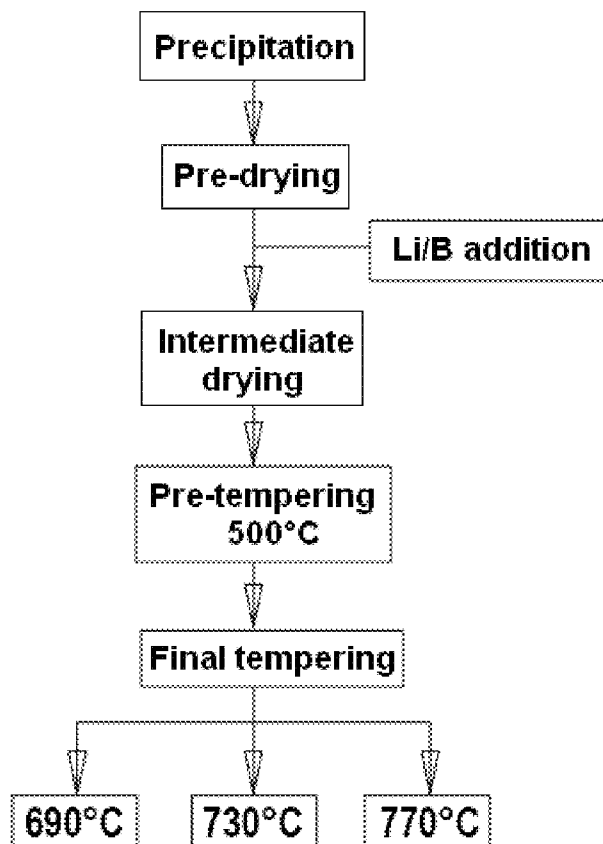 Precipitation
Pre-drying
Li/B addition
Intermediate
drying
Pre-tempering
500°C
Final tempering
690°C 730°C 770°C